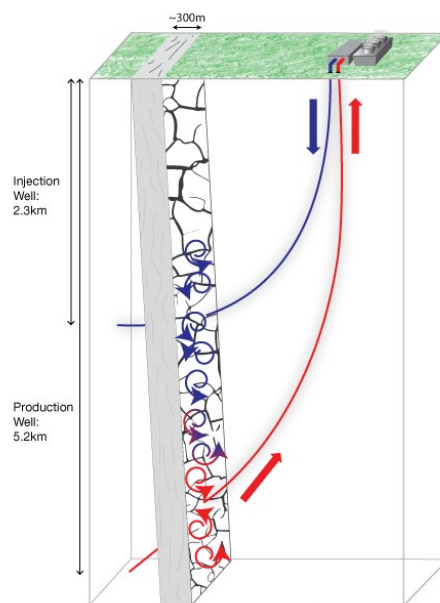 ~300m
Injection
Well:
2.3km
Production
Well:
5.2km